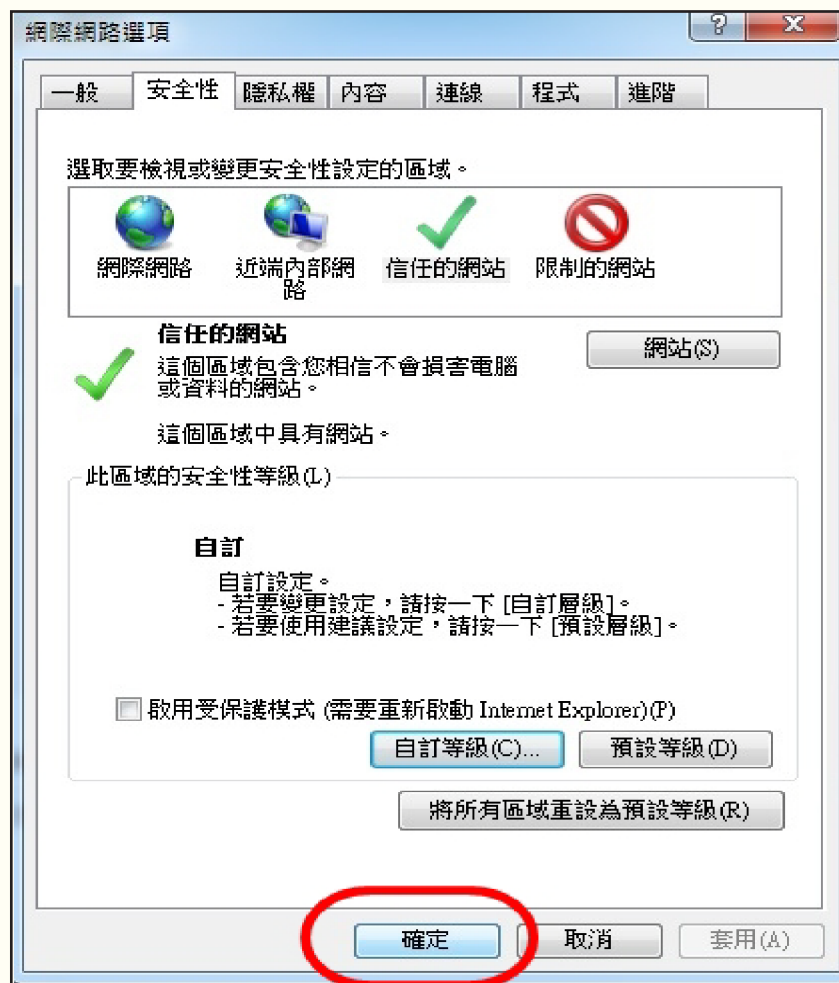 網際網路選項
?
X
一般
安全性
隱私權
內容
連線
程式
進階
選取要檢視或變更安全性設定的區域。
網際網路
近端內部網
路
信任的網站
限制的網站
信任的網站
網站(S)
這個區域包含您相信不會損害電腦
或資料的網站。
這個區域中具有網站。
此區域的安全性等級(L)
自訂
自訂設定。
- 若要變更設定，請按一下 [自訂層級]。
- 若要使用建議設定，請按一下 [預設層級]。
啟用受保護模式 (需要重新啟動 Internet Explorer)(P)
自訂等級(C)...
預設等級(D)
將所有區域重設為預設等級(R)
確定
取消
套用(A)